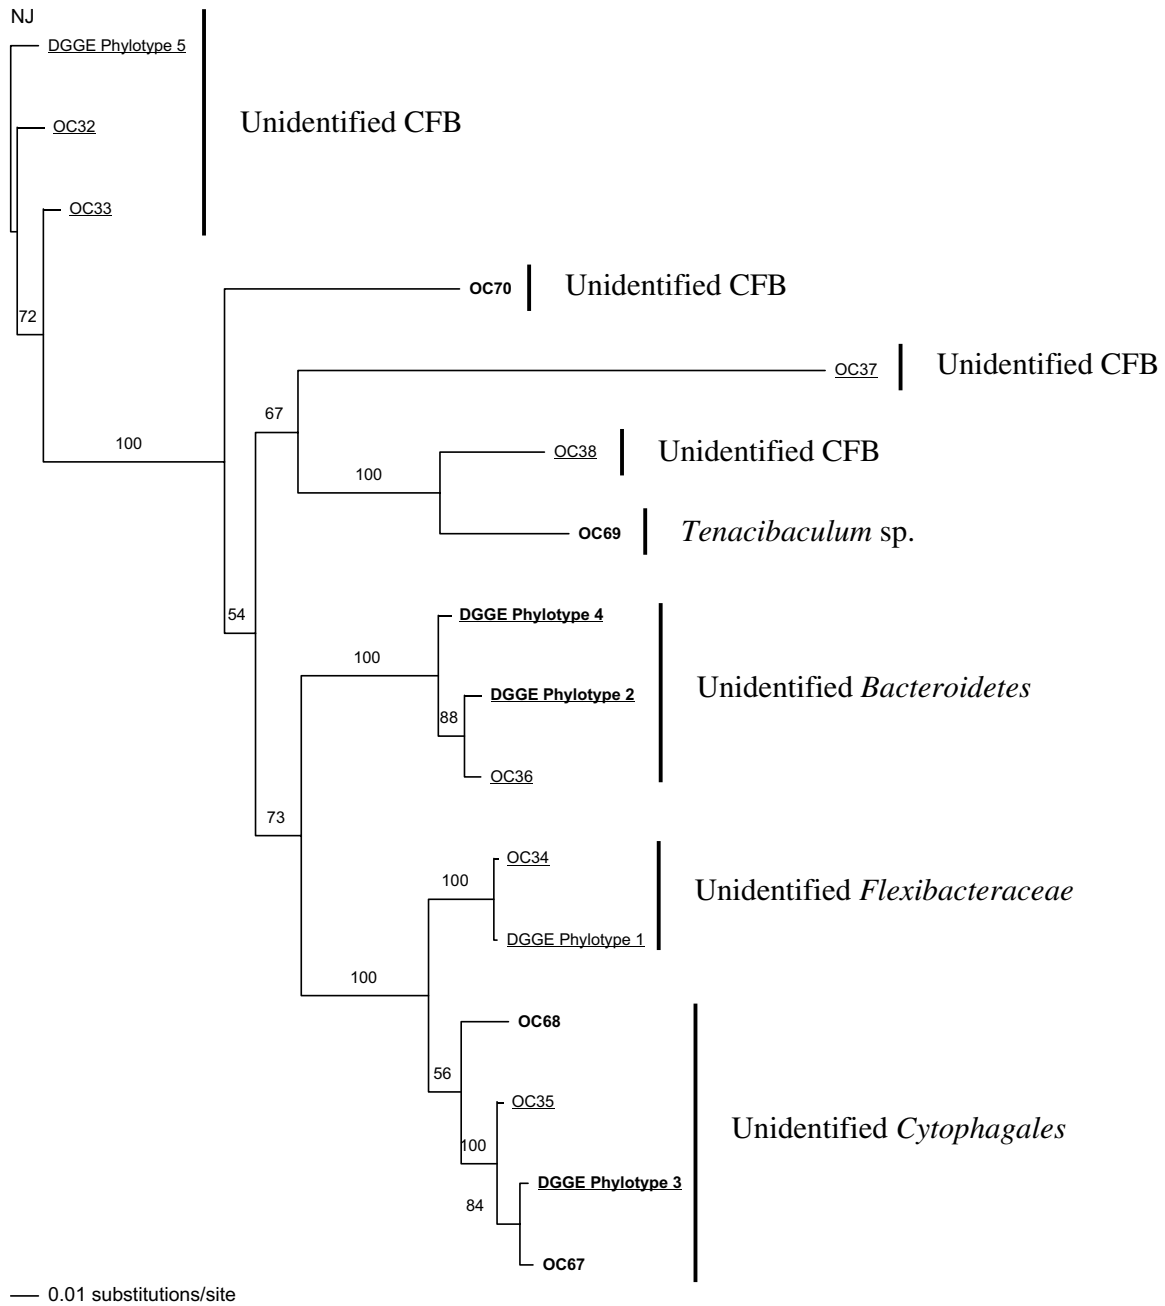 NJ
DGGE Phylotype 5
OC32
Unidentified CFB
OC33
OC70
Unidentified CFB
72
OC37
Unidentified CFB
67
100
OC38
Unidentified CFB
100
OC69
Tenacibaculum sp.
54
DGGE Phylotype 4
100
DGGE Phylotype 2
Unidentified Bacteroidetes
88
OC36
73
OC34
100
Unidentified Flexibacteraceae
DGGE Phylotype 1
100
OC68
56
OC35
Unidentified Cytophagales
100
DGGE Phylotype 3
84
OC67
0.01 substitutions/site